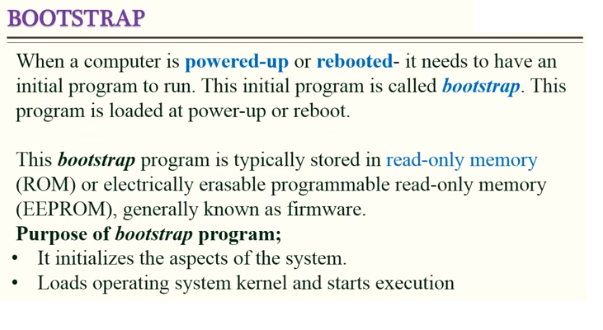 BOOTSTRAP
When a computer is powered-up or rebooted- it needs to have an
initial program to run. This initial program is called bootstrap. This
program is loaded at power-up or reboot.
This bootstrap program is typically stored in read-only memory
(ROM) or electrically erasable programmable read-only memory
(EEPROM), generally known as firmware.
Purpose of bootstrap program;
• It initializes the aspects of the system.
• Loads operating system kernel and starts execution